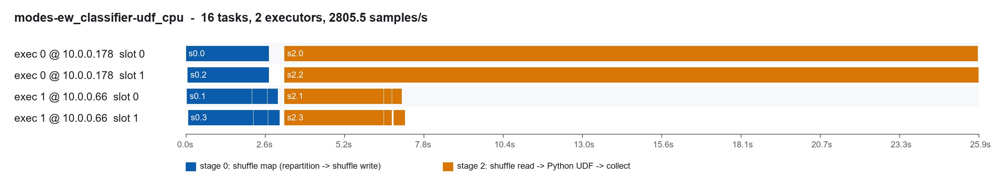 modes-ew_classifier-udf_cpu - 16 tasks, 2 executors, 2805.5 samples/s
exec 0 @ 10.0.0.178 slot 0
s0.0
s2.0
exec 0 @ 10.0.0.178 slot 1
s0.2
s2.2
exec 1 @ 10.0.0.66 slot 0
s0.1
s2.1
exec 1 @ 10.0.0.66 slot 1
s0.3
s2.3
0.0s 2.6s 5.2s 7.8s 10.4s 13.0s 15.6s 18.1s 20.7s 23.3s 25.9s
stage 0: shuffle map (repartition -> shuffle write)
stage 2: shuffle read -> Python UDF -> collect